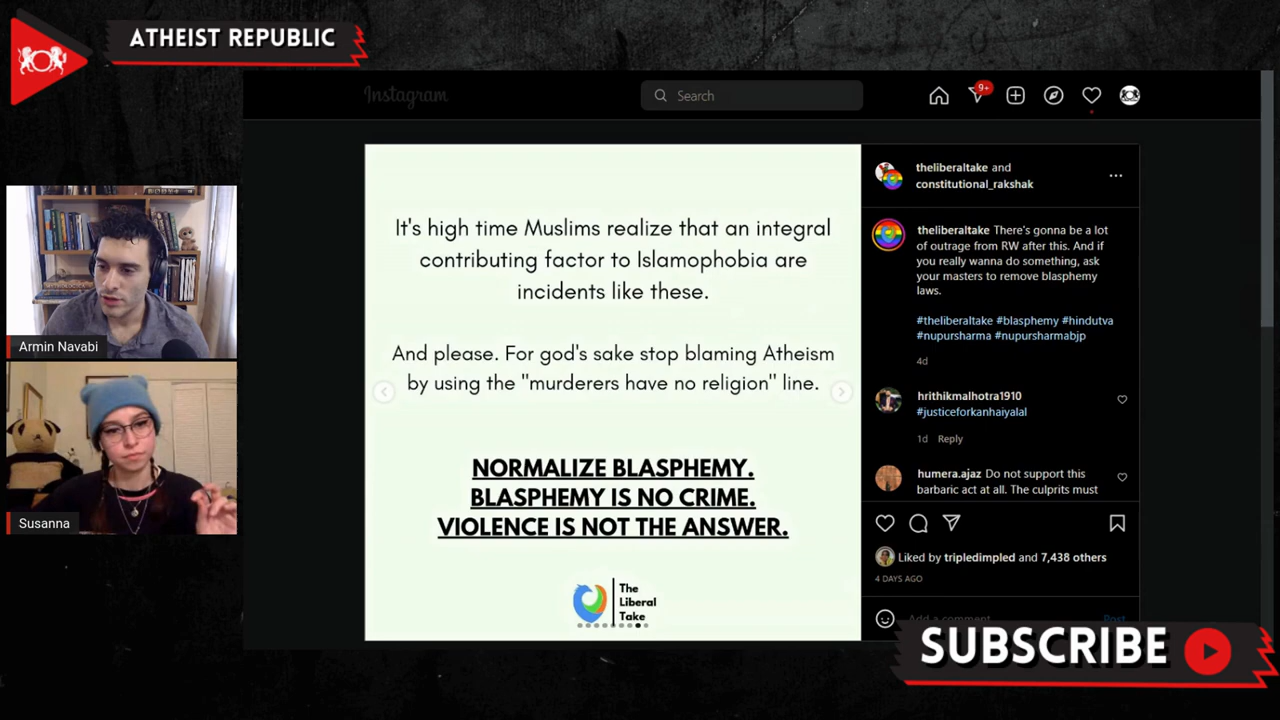 ATHEIST REPUBLIC
Instagram
Search
9+
It's high time Muslims realize that an integral
contributing factor to Islamophobia are
incidents like these.
And please. For god's sake stop blaming Atheism
by using the "murderers have no religion" line.
NORMALIZE BLASPHEMY.
BLASPHEMY IS NO CRIME.
VIOLENCE IS NOT THE ANSWER.
The
Liberal
Take
theliberaltake and
constitutional_rakshak
theliberaltake There's gonna be a lot
of outrage from RW after this. And if
you really wanna do something, ask
your masters to remove blasphemy
laws.
#theliberaltake #blasphemy #hindutva
#nupursharma #nupursharmabjp
4d
hrithikmalhotra1910
#justiceforkanhaiyalal
1d Reply
humera.ajaz Do not support this
barbaric act at all. The culprits must
Liked by tripledimpled and 7,438 others
4 DAYS AGO
Add a comment...
Post
Armin Navabi
Susanna
SUBSCRIBE